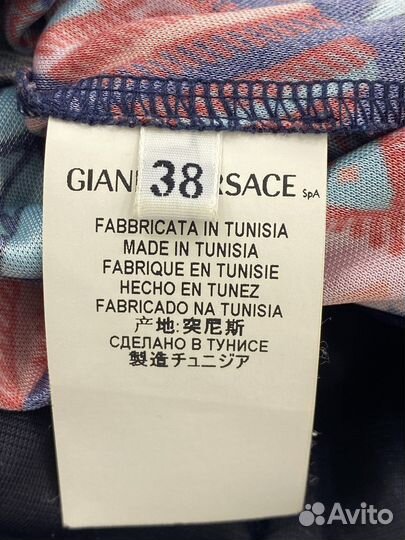 38
GIAN RSACE SpA
FABBRICATA IN TUNISIA
MADE IN TUNISIA
FABRIQUE EN TUNISIE
HECHO EN TUNEZ
FABRICADO NA TUNISIA
产地:突尼斯
СДЕЛАНО В ТУНИСЕ
製造チュニジア
Avito